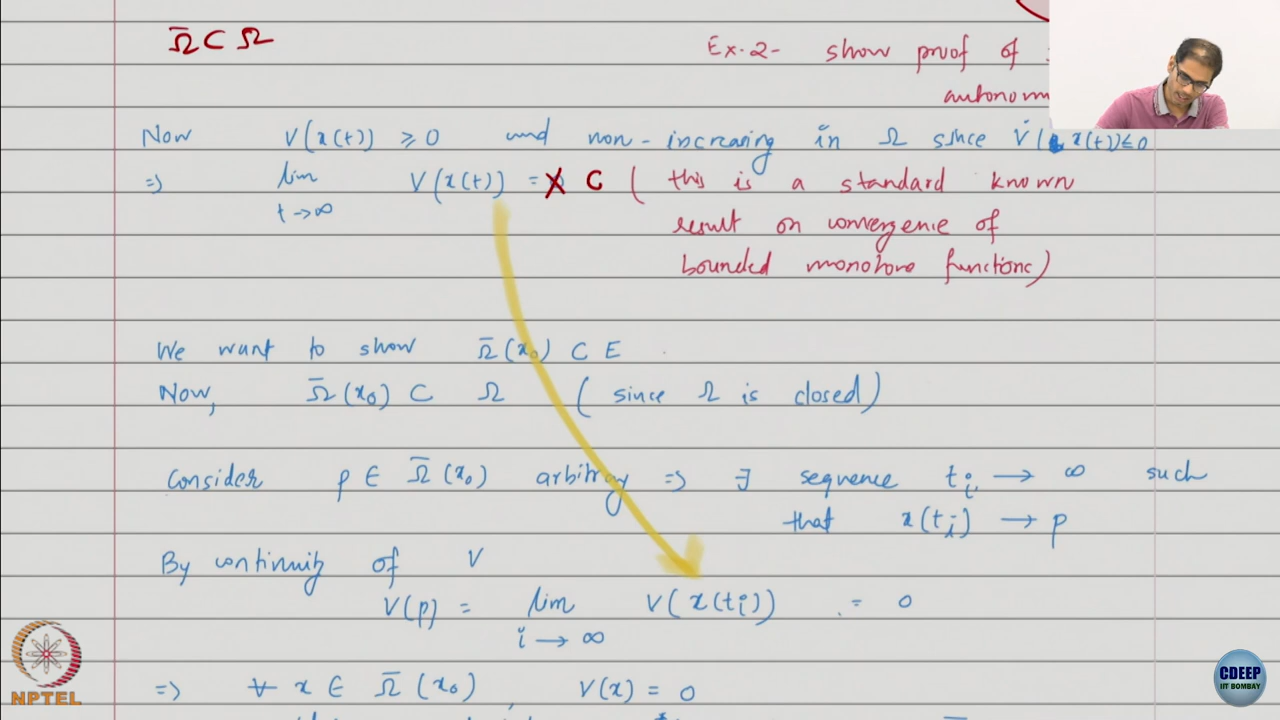 Ω̄ ⊂ Ω
Ex-2- show proof of
autonom
Now V(x(t)) ≥ 0 and non-increasing in Ω since V̇( x(t)) ≤ 0
=> lim V(x(t)) = C ( this is a standard known
t→∞
result on convergence of
bounded monotone functions)
We want to show Ω̄(x₀) ⊂ E
Now, Ω̄(x₀) ⊂ Ω ( since Ω is closed)
Consider p ∈ Ω̄(x₀) arbitray => ∃ sequence tᵢ → ∞ such
that x(tᵢ) → p
By continuity of V
V(p) = lim V(x(tᵢ)) = 0
i → ∞
=> ∀ x ∈ Ω̄(x₀), V(x) = 0
NPTEL
CDEEP
IIT BOMBAY